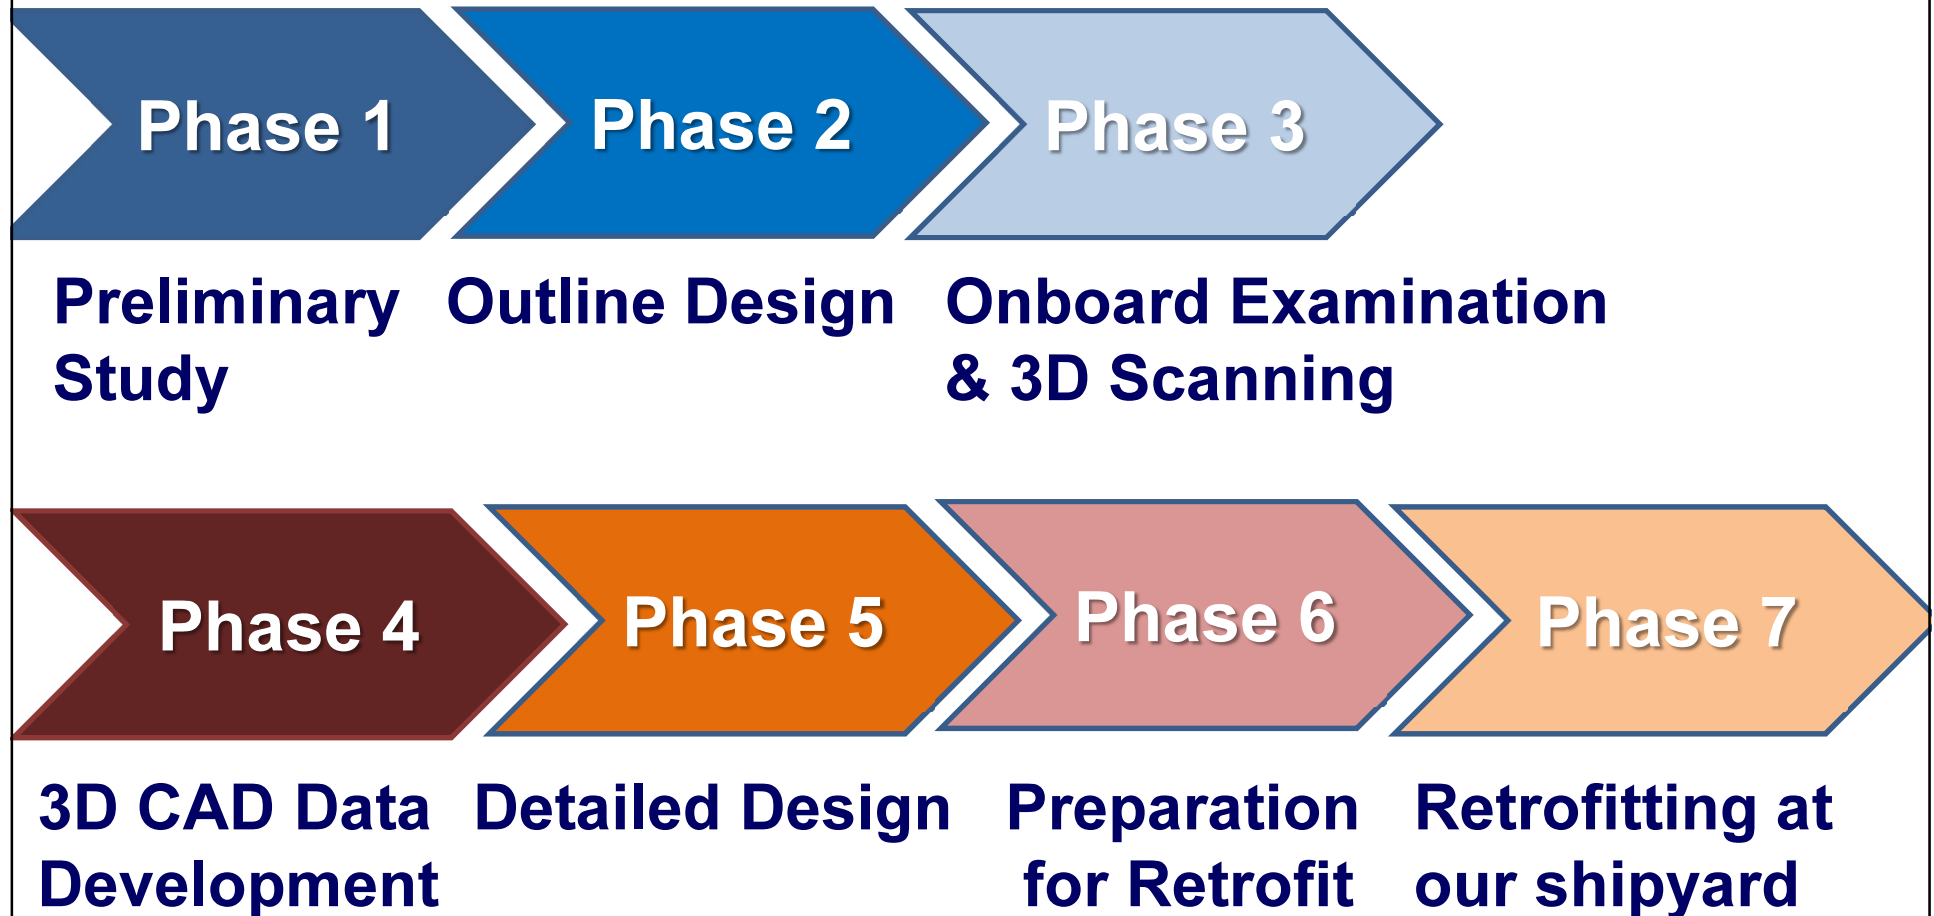 Phase 1
Phase 2
Phase 3
Preliminary
Study
Outline Design
Onboard Examination
& 3D Scanning
Phase 4
Phase 5
Phase 6
Phase 7
3D CAD Data
Development
Detailed Design
Preparation
for Retrofit
Retrofitting at
our shipyard